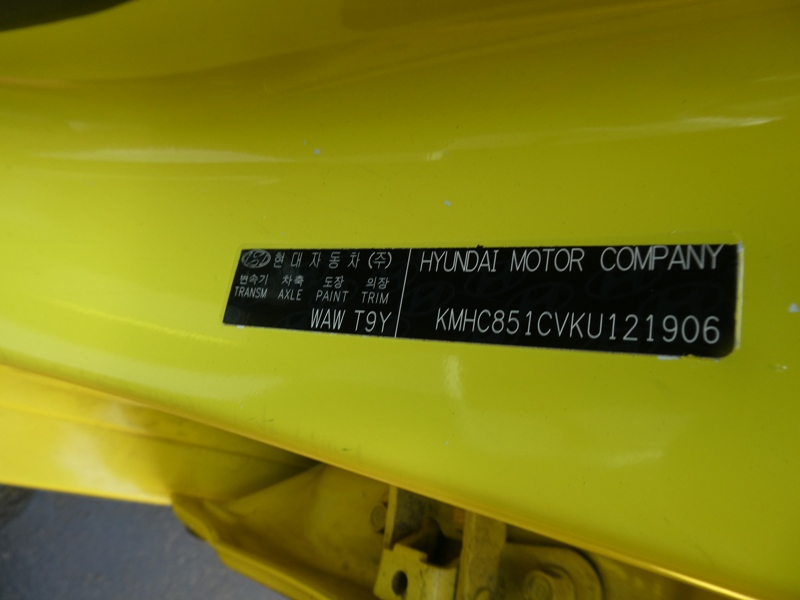 현대자동차(주)
변속기 차축 도장 의장
TRANSM AXLE PAINT TRIM
WAW T9Y
HYUNDAI MOTOR COMPANY
KMHC851CVKU121906